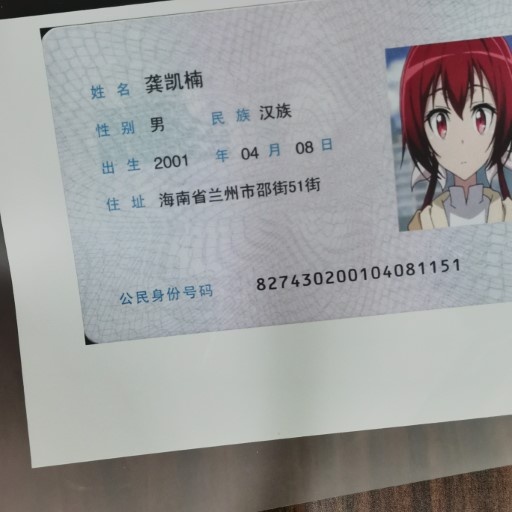 姓名 龚凯楠
性别 男 民族 汉族
出生 2001 年 04 月 08 日
住址 海南省兰州市邵街51街
公民身份号码 827430200104081151